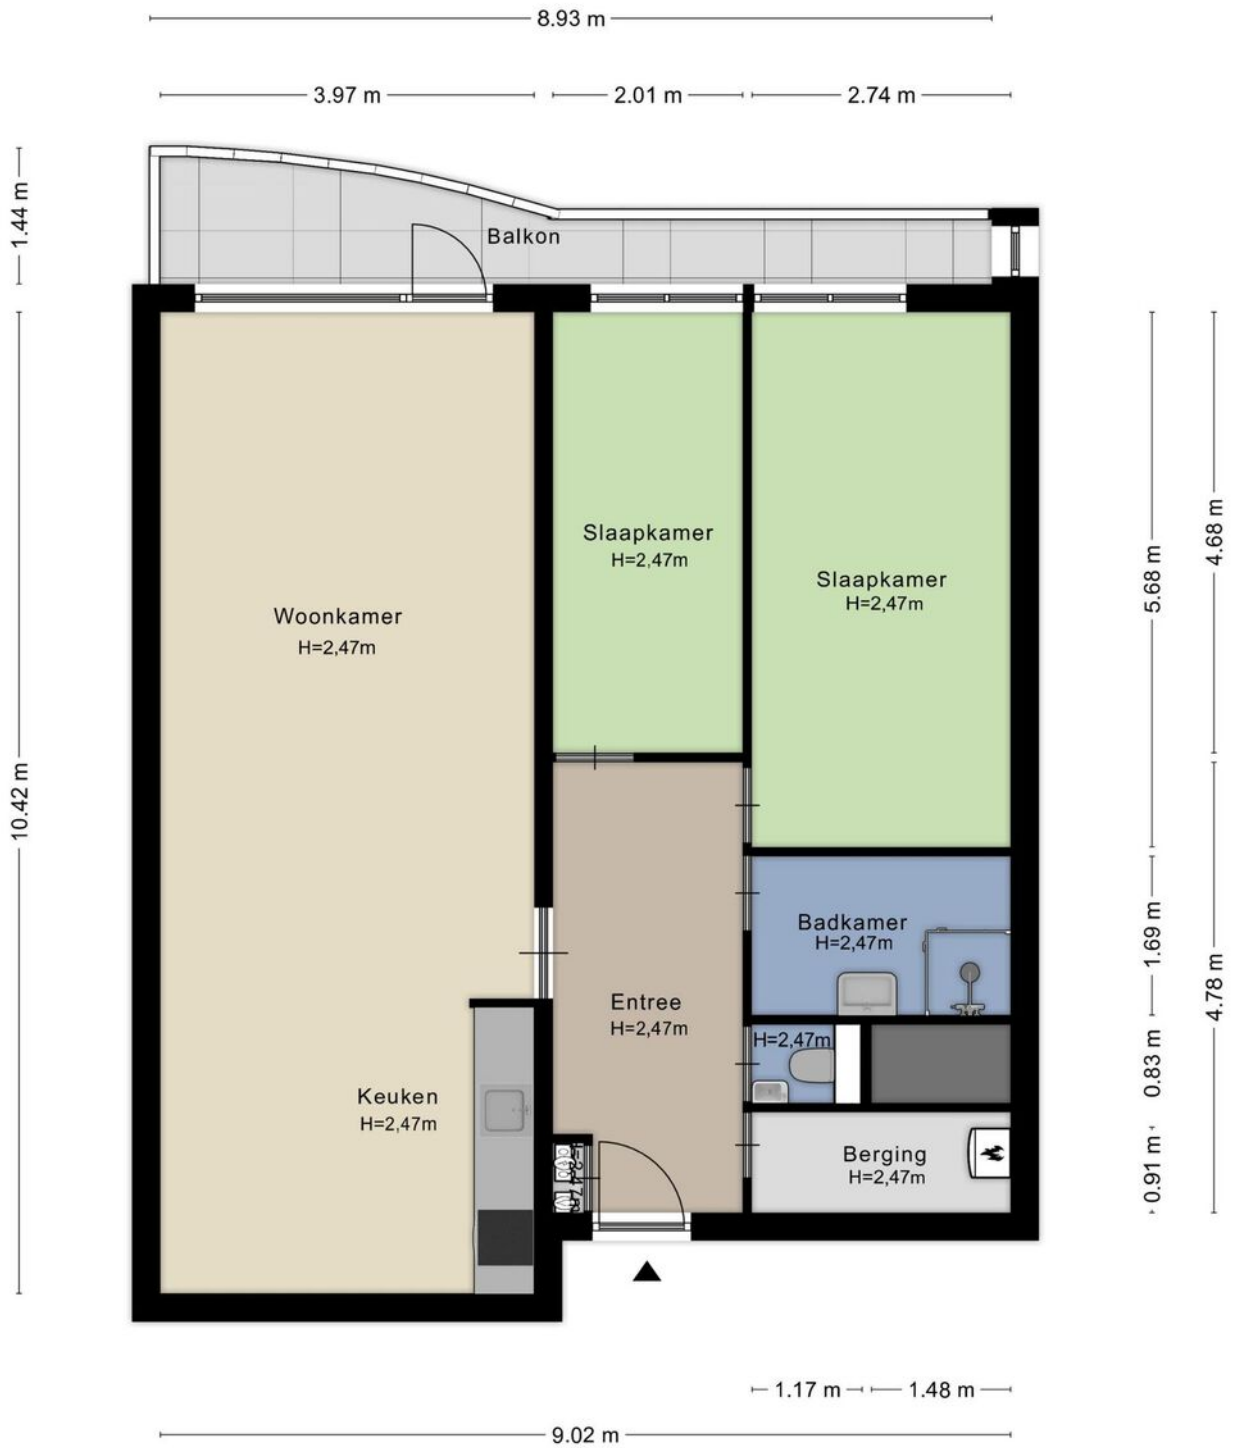 8.93 m
3.97 m
2.01 m
2.74 m
1.44 m
Balkon
10.42 m
Woonkamer
H=2,47m
Slaapkamer
H=2,47m
Slaapkamer
H=2,47m
5.68 m
4.68 m
Badkamer
H=2,47m
1.69 m
4.78 m
Entree
H=2,47m
H=2,47m
0.83 m
Keuken
H=2,47m
H=2,47m
Berging
H=2,47m
0.91 m
1.17 m
1.48 m
9.02 m